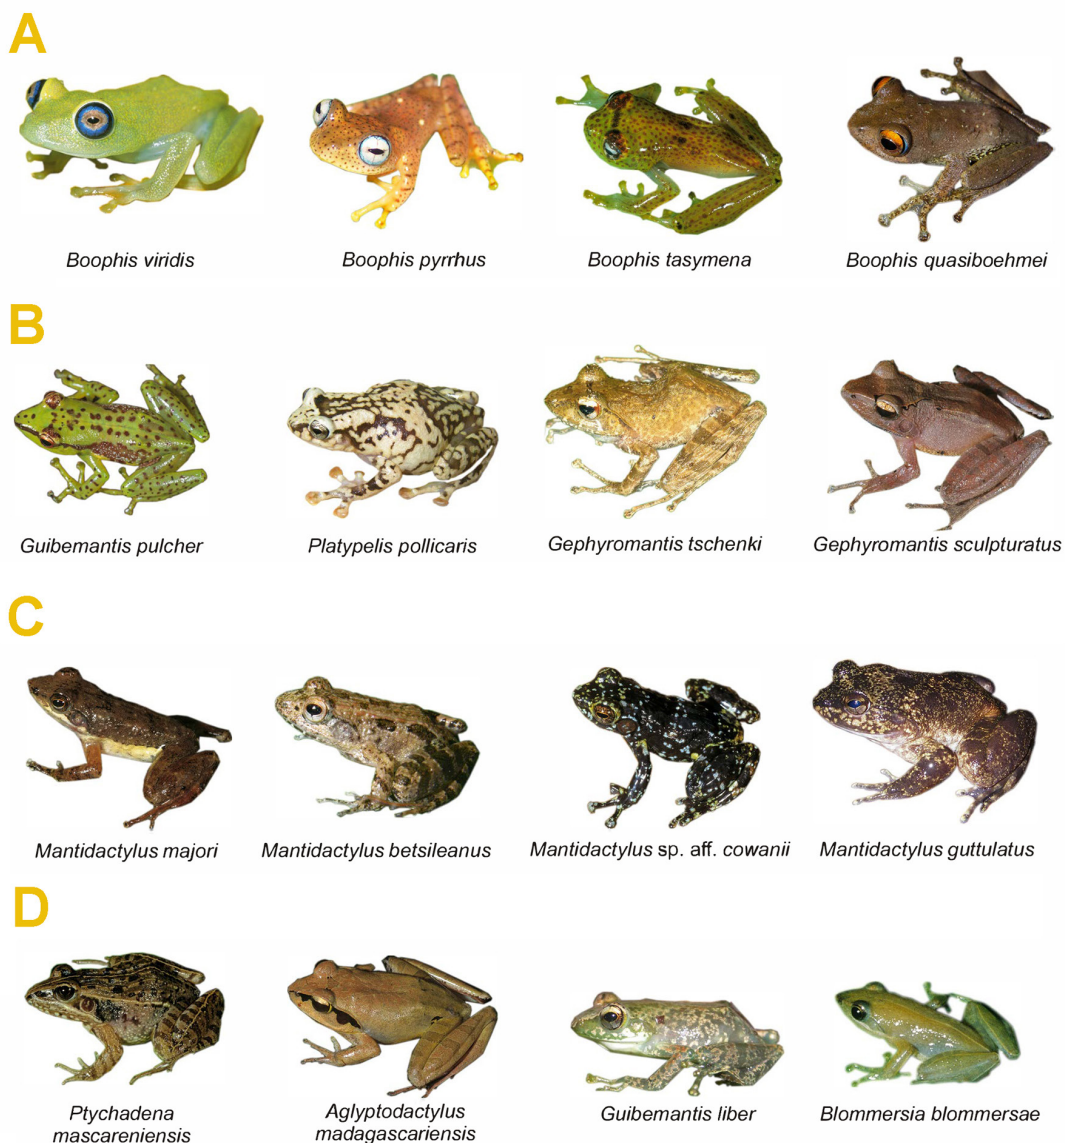 A
Boophis viridis
Boophis pyrrhus
Boophis tasymena
Boophis quasiboehmei
B
Guibemantis pulcher
Platypelis pollicaris
Gephyromantis tschenki
Gephyromantis sculpturatus
C
Mantidactylus majori
Mantidactylus betsileanus
Mantidactylus sp. aff. cowanii
Mantidactylus guttulatus
D
Ptychadena
mascareniensis
Aglyptodactylus
madagascariensis
Guibemantis liber
Blommersia blommersae